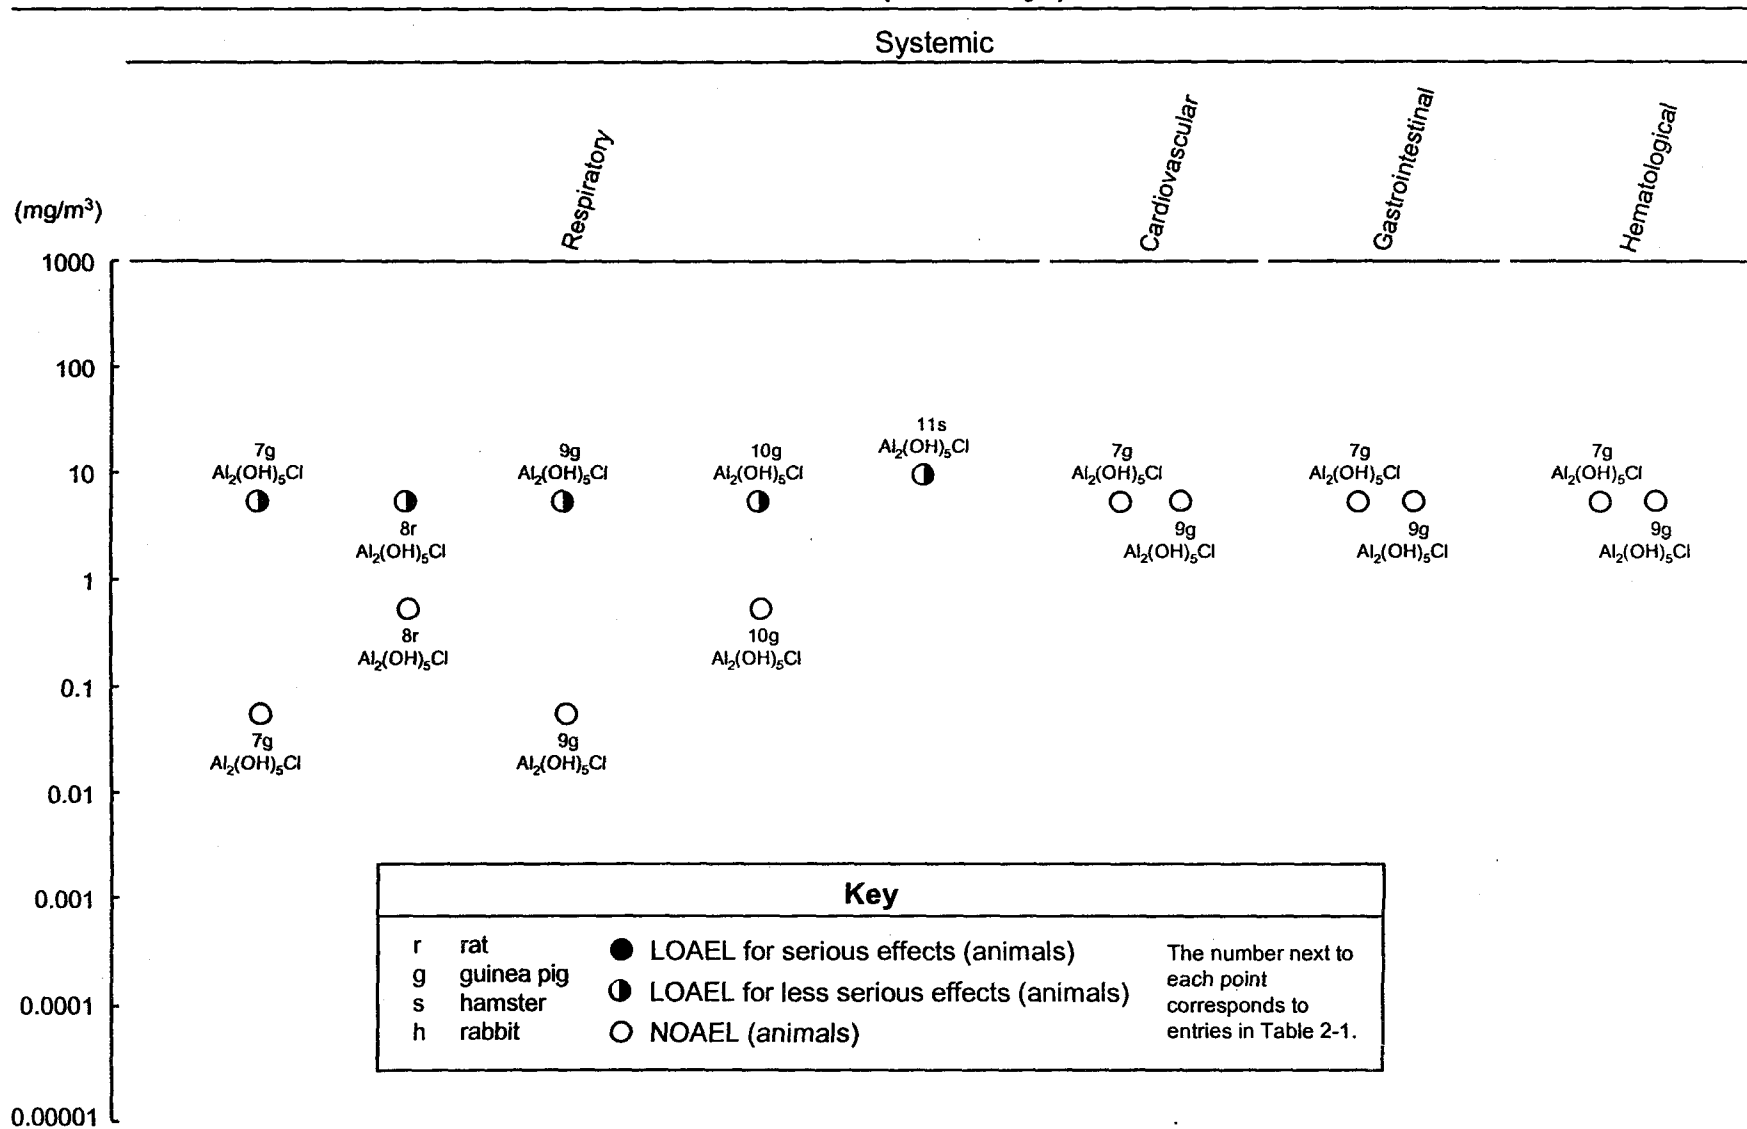 Systemic
Respiratory
Cardiovascular
Gastrointestinal
Hematological
(mg/m³)
1000
100
10
1
0.1
0.01
0.001
0.0001
0.00001
7g
Al₂(OH)₅Cl
8r
Al₂(OH)₅Cl
9g
Al₂(OH)₅Cl
10g
Al₂(OH)₅Cl
11s
Al₂(OH)₅Cl
7g
Al₂(OH)₅Cl
9g
Al₂(OH)₅Cl
7g
Al₂(OH)₅Cl
9g
Al₂(OH)₅Cl
7g
Al₂(OH)₅Cl
9g
Al₂(OH)₅Cl
8r
Al₂(OH)₅Cl
10g
Al₂(OH)₅Cl
7g
Al₂(OH)₅Cl
9g
Al₂(OH)₅Cl
Key
r rat
g guinea pig
s hamster
h rabbit
LOAEL for serious effects (animals)
LOAEL for less serious effects (animals)
NOAEL (animals)
The number next to
each point
corresponds to
entries in Table 2-1.